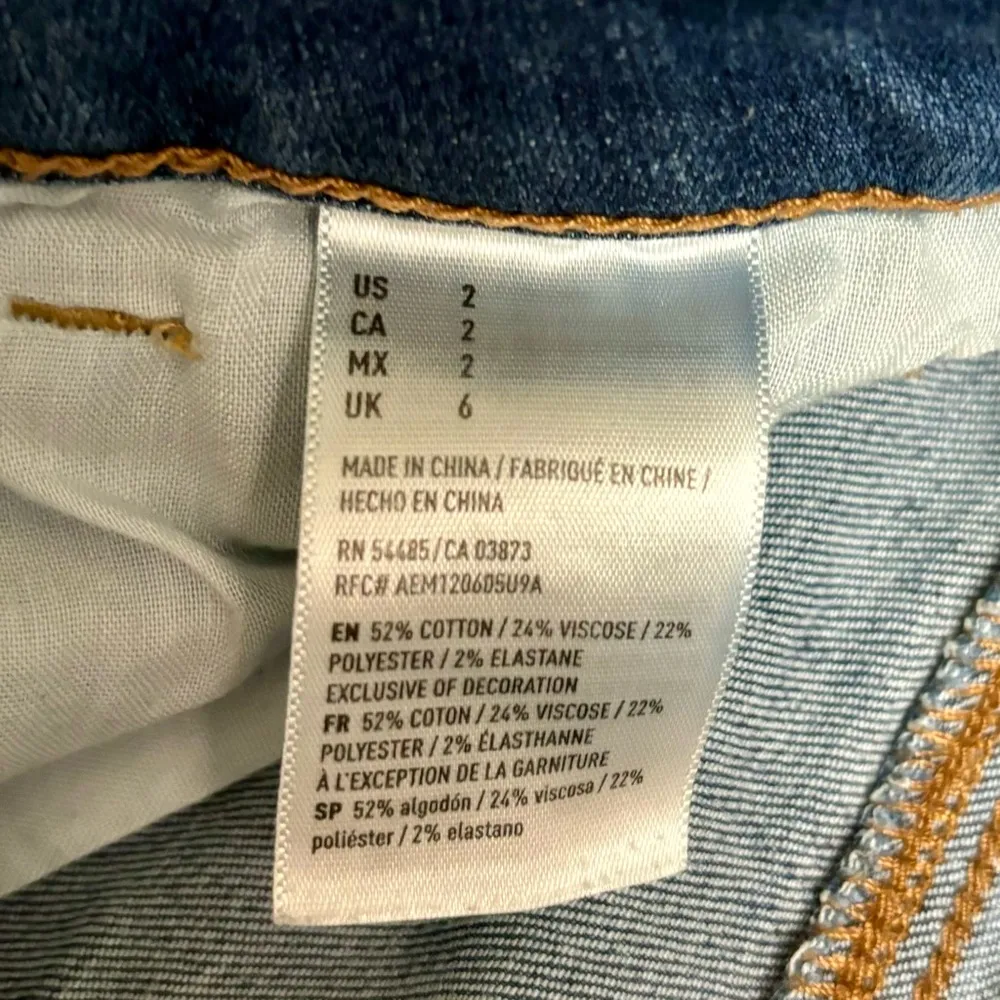 US 2
CA 2
MX 2
UK 6
MADE IN CHINA / FABRIQUÉ EN CHINE /
HECHO EN CHINA
RN 54485/CA 03873
RFC# AEM120605U9A
EN 52% COTTON / 24% VISCOSE / 22%
POLYESTER / 2% ELASTANE
EXCLUSIVE OF DECORATION
FR 52% COTON / 24% VISCOSE / 22%
POLYESTER / 2% ÉLASTHANNE
À L'EXCEPTION DE LA GARNITURE
SP 52% algodón / 24% viscosa / 22%
poliéster / 2% elastano